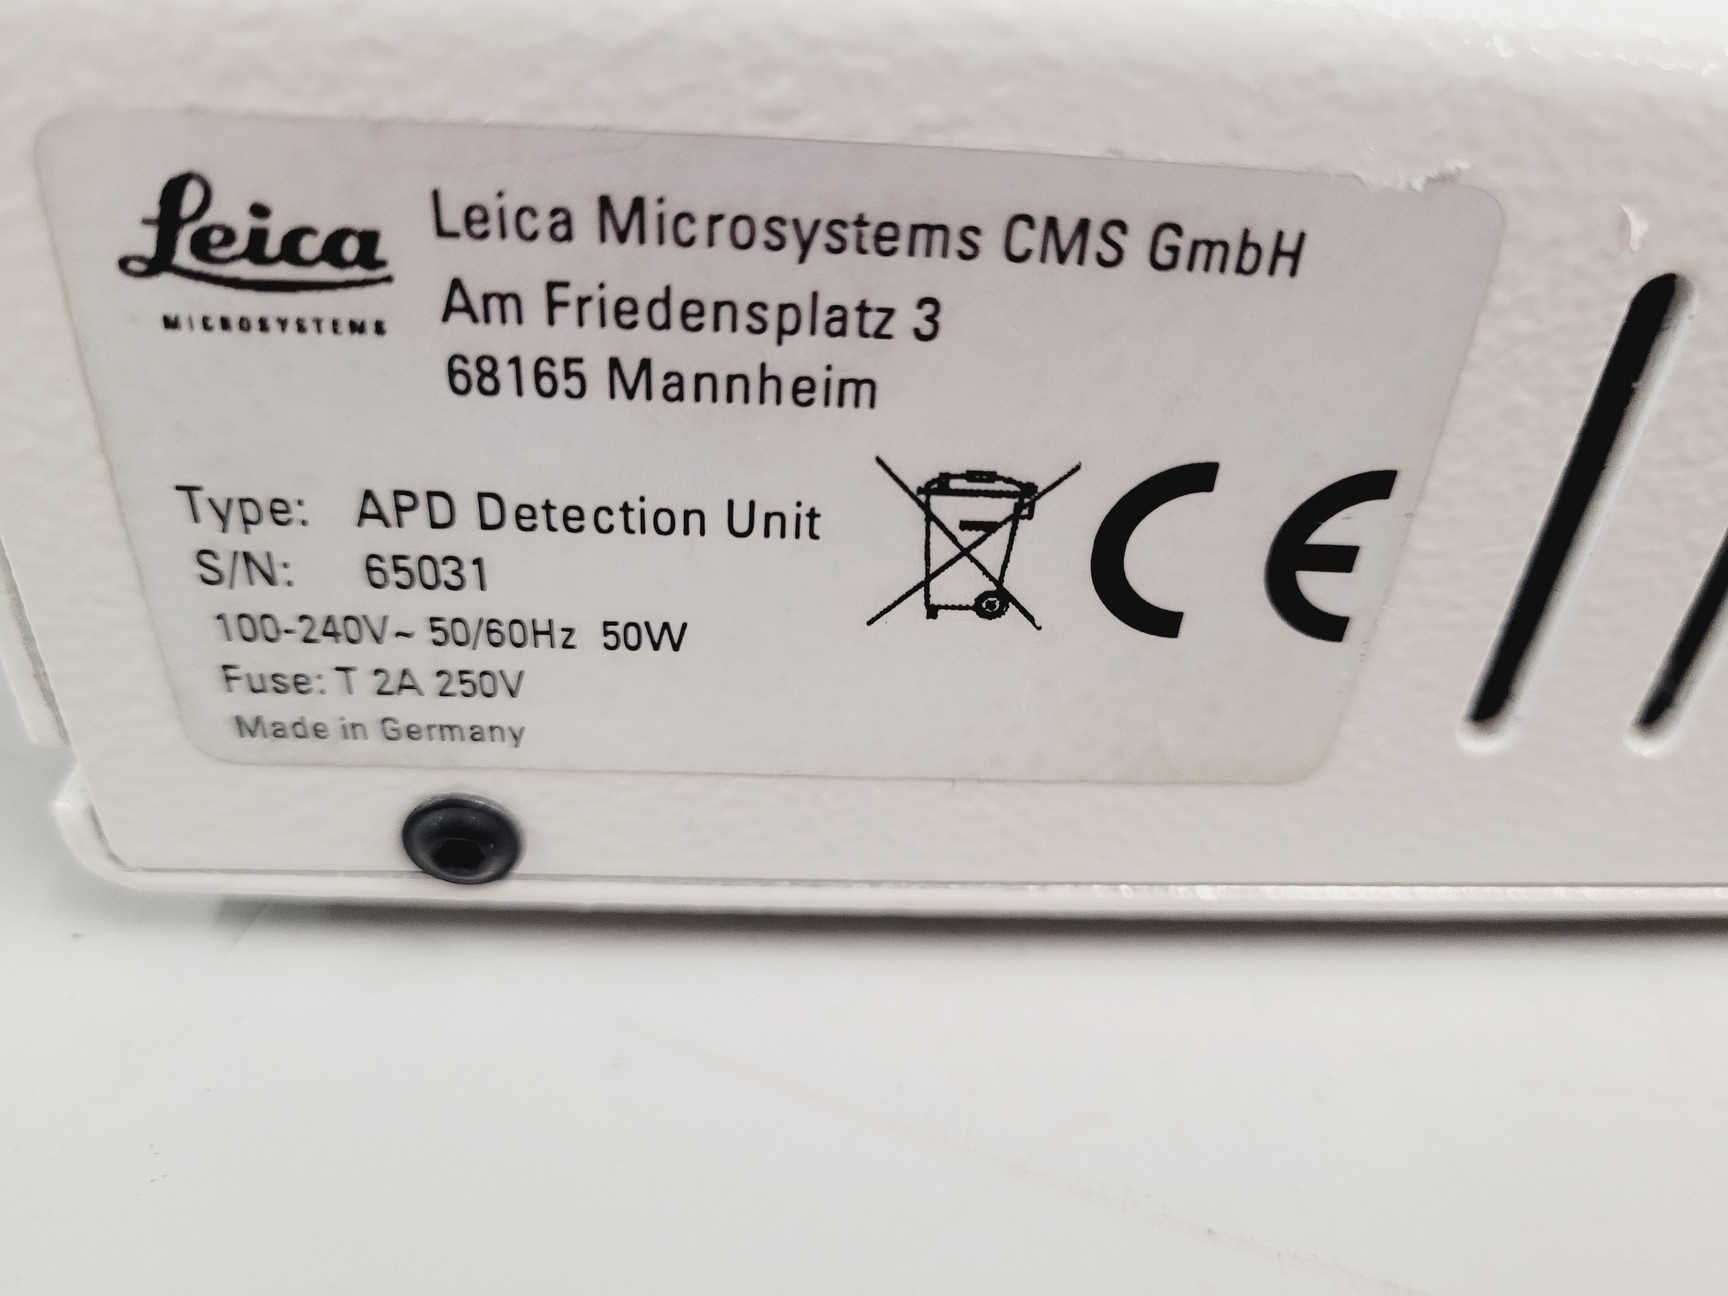 Leica
MICROSYSTEMS
Leica Microsystems CMS GmbH
Am Friedensplatz 3
68165 Mannheim
Type: APD Detection Unit
S/N: 65031
100-240V~ 50/60Hz 50W
Fuse: T 2A 250V
Made in Germany
CE